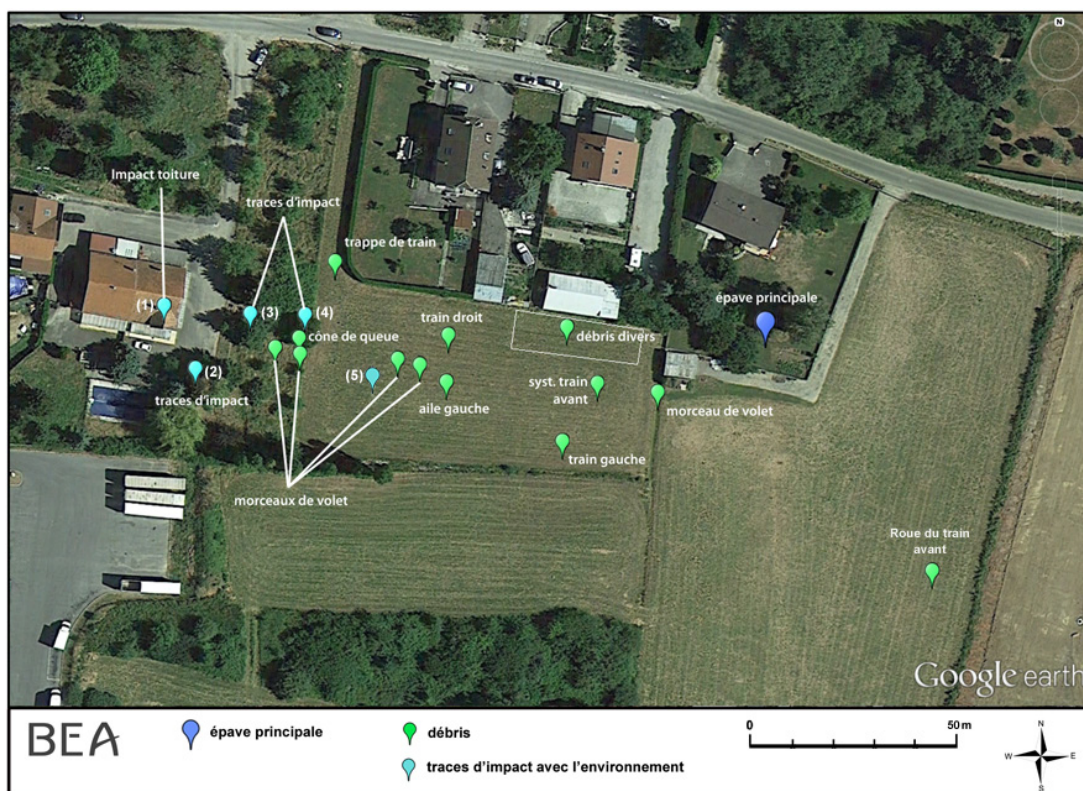 N
Impact toiture
traces d'impact
trappe de train
épave principale
(1)
(3)
(4)
train droit
débris divers
cône de queue
(2)
traces d'impact
(5)
aile gauche
syst. train
avant
morceau de volet
train gauche
morceaux de volet
Roue du train
avant
Google earth
BEA
épave principale
débris
traces d'impact avec l'environnement
0
50 m
N
W
E
S